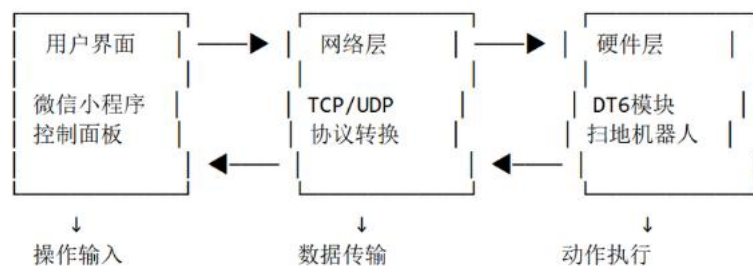 用户界面 网络层 硬件层
微信小程序 TCP/UDP DT6模块
控制面板 协议转换 扫地机器人
↓ ↓ ↓
操作输入 数据传输 动作执行